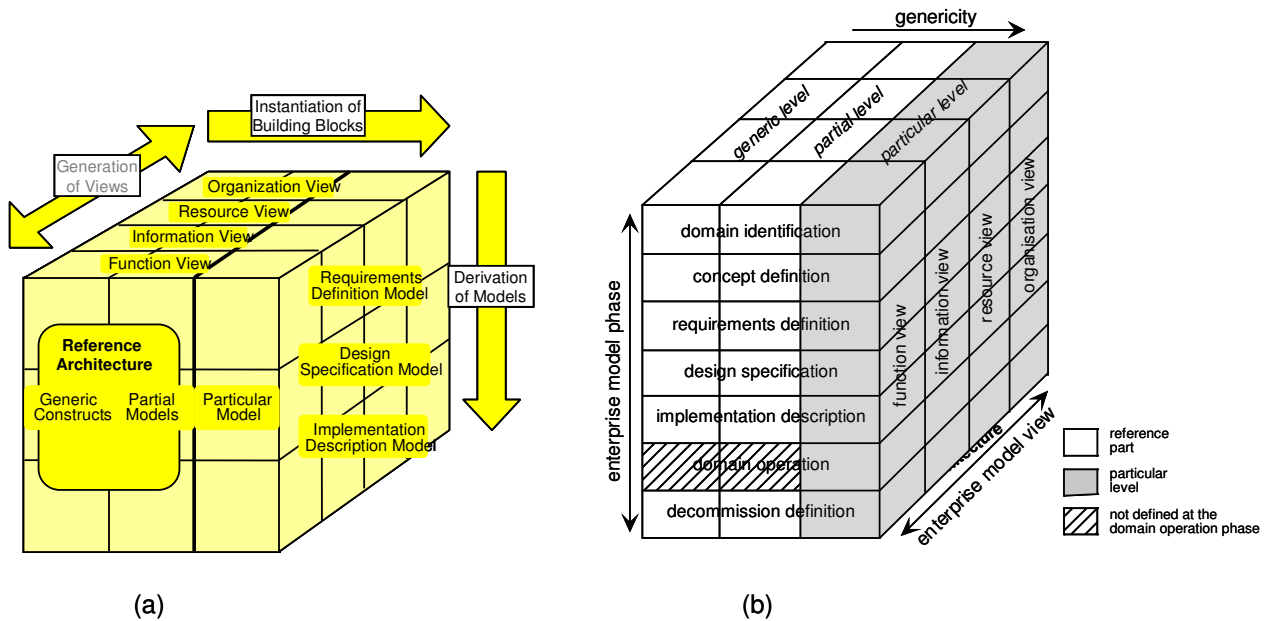 Instantiation of
Building Blocks
Generation
of Views
Organization View
Resource View
Information View
Function View
Requirements
Definition Model
Derivation
of Models
Reference
Architecture
Design
Specification Model
Generic
Constructs
Partial
Models
Particular
Model
Implementation
Description Model
(a)
genericity
generic level
partial level
particular level
enterprise model phase
domain identification
concept definition
requirements definition
design specification
implementation description
domain operation
decommission definition
function view
information view
resource view
organisation view
enterprise model view
reference
part
particular
level
not defined at the
domain operation phase
(b)